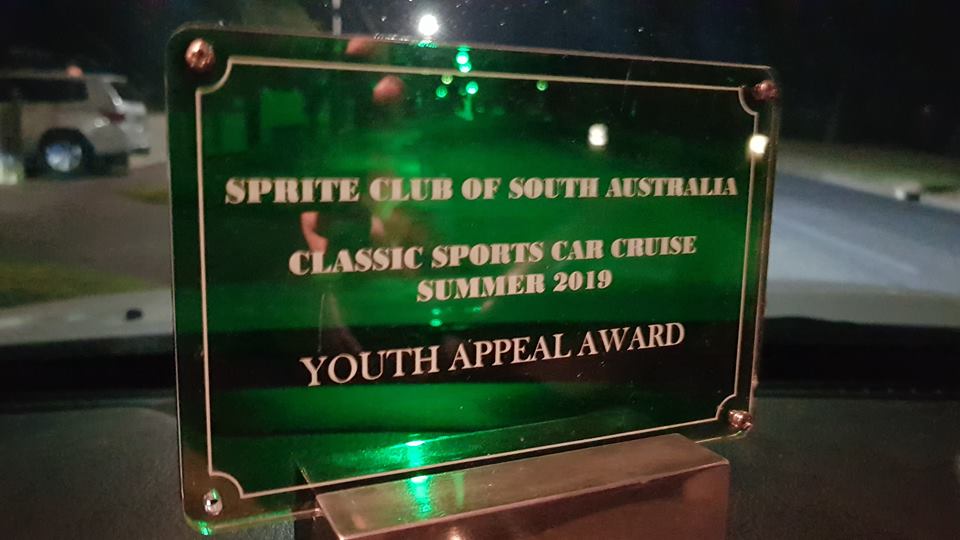 SPRITE CLUB OF SOUTH AUSTRALIA
CLASSIC SPORTS CAR CRUISE
SUMMER 2019
YOUTH APPEAL AWARD